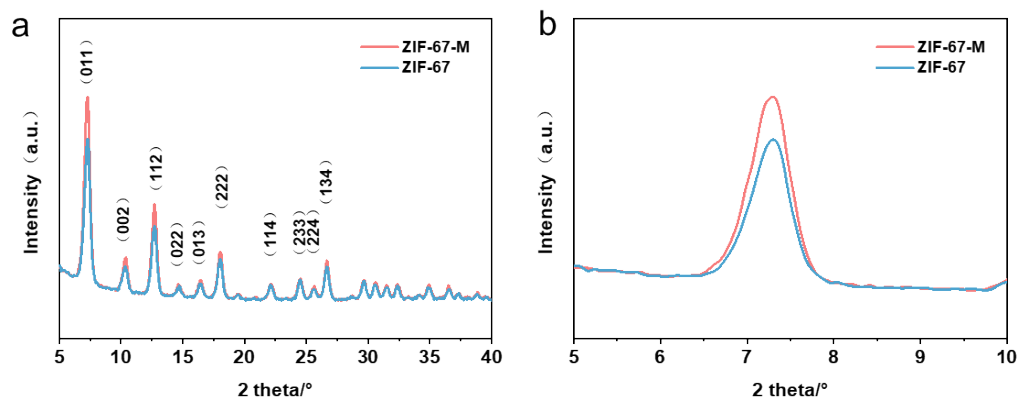 a
ZIF-67-M
ZIF-67
（011）
（002）
（112）
（022）
（013）
（222）
（114）
（233）
（224）
（134）
Intensity（a.u.）
5 10 15 20 25 30 35 40
2 theta/°
b
ZIF-67-M
ZIF-67
Intensity（a.u.）
5 6 7 8 9 10
2 theta/°